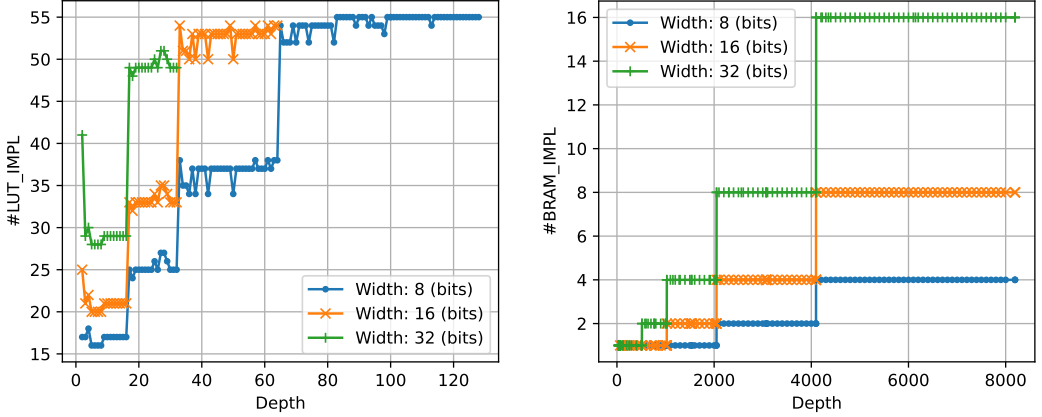 55
50
45
40
35
30
25
20
15
#LUT_IMPL
0
20
40
60
80
100
120
Depth
Width: 8 (bits)
Width: 16 (bits)
Width: 32 (bits)
16
14
12
10
8
6
4
2
#BRAM_IMPL
0
2000
4000
6000
8000
Depth
Width: 8 (bits)
Width: 16 (bits)
Width: 32 (bits)